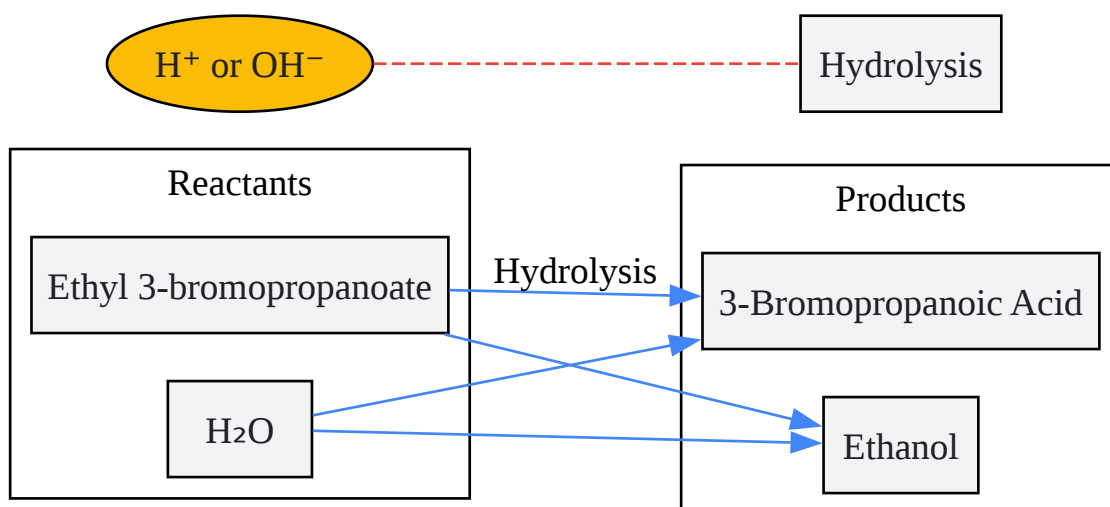 H⁺ or OH⁻
Hydrolysis
Reactants
Products
Ethyl 3-bromopropanoate
Hydrolysis
3-Bromopropanoic Acid
H₂O
Ethanol